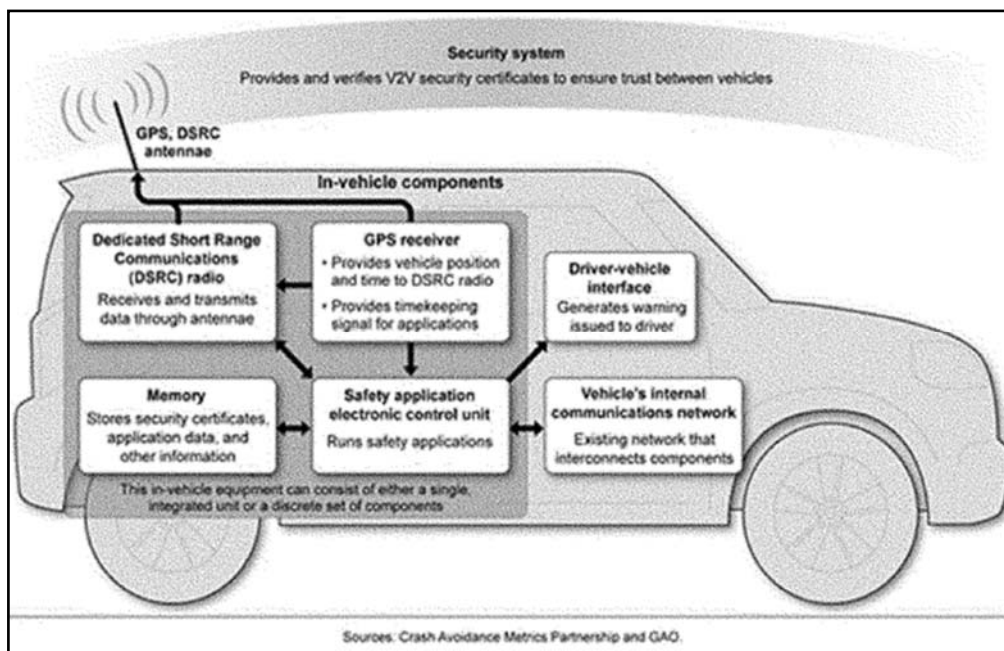 Security system
Provides and verifies V2V security certificates to ensure trust between vehicles
GPS, DSRC
antennae
In-vehicle components
Dedicated Short Range
Communications
(DSRC) radio
Receives and transmits
data through antennae
GPS receiver
• Provides vehicle position
and time to DSRC radio
• Provides timekeeping
signal for applications
Driver-vehicle
interface
Generates warning
issued to driver
Memory
Stores security certificates,
application data, and
other information
Safety application
electronic control unit
Runs safety applications
Vehicle's internal
communications network
Existing network that
interconnects components
This in-vehicle equipment can consist of either a single,
integrated unit or a discrete set of components
Sources: Crash Avoidance Metrics Partnership and GAO.